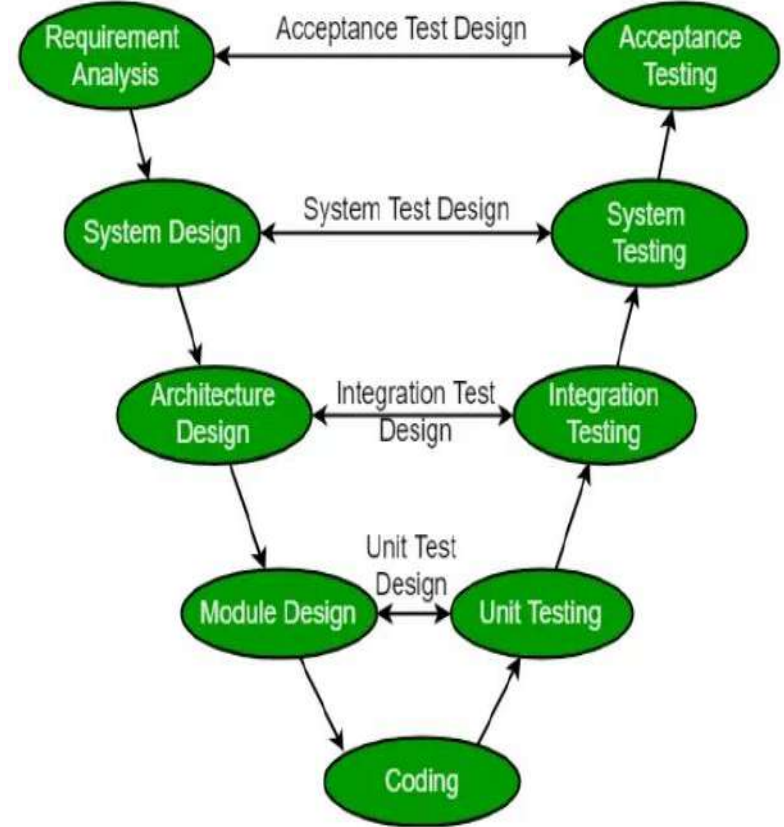 Requirement
Analysis
Acceptance Test Design
Acceptance
Testing
System Design
System Test Design
System
Testing
Architecture
Design
Integration Test
Design
Integration
Testing
Module Design
Unit Test
Design
Unit Testing
Coding